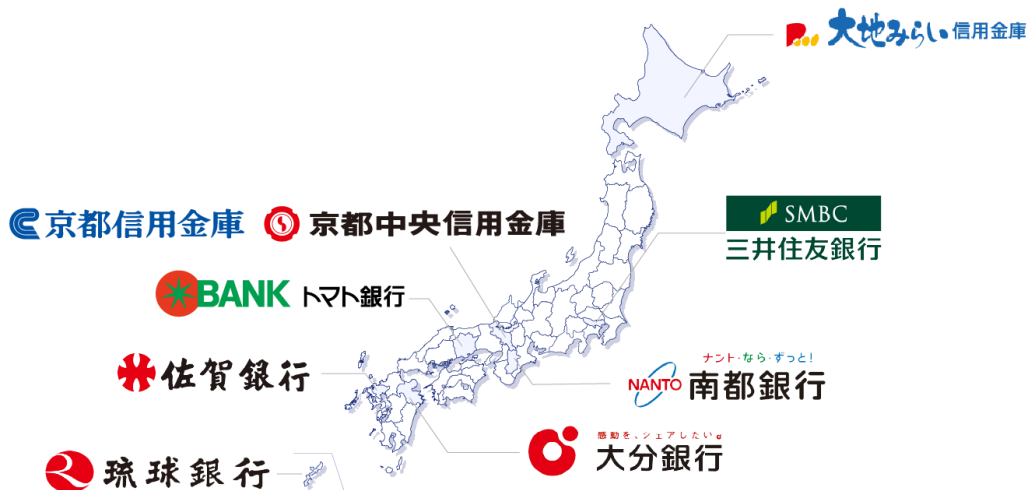 大地みらい信用金庫
京都信用金庫
京都中央信用金庫
SMBC
三井住友銀行
BANK トマト銀行
ナント・なら・ずっと!
NANTO 南都銀行
佐賀銀行
感動を、シェアしたい。
大分銀行
琉球銀行